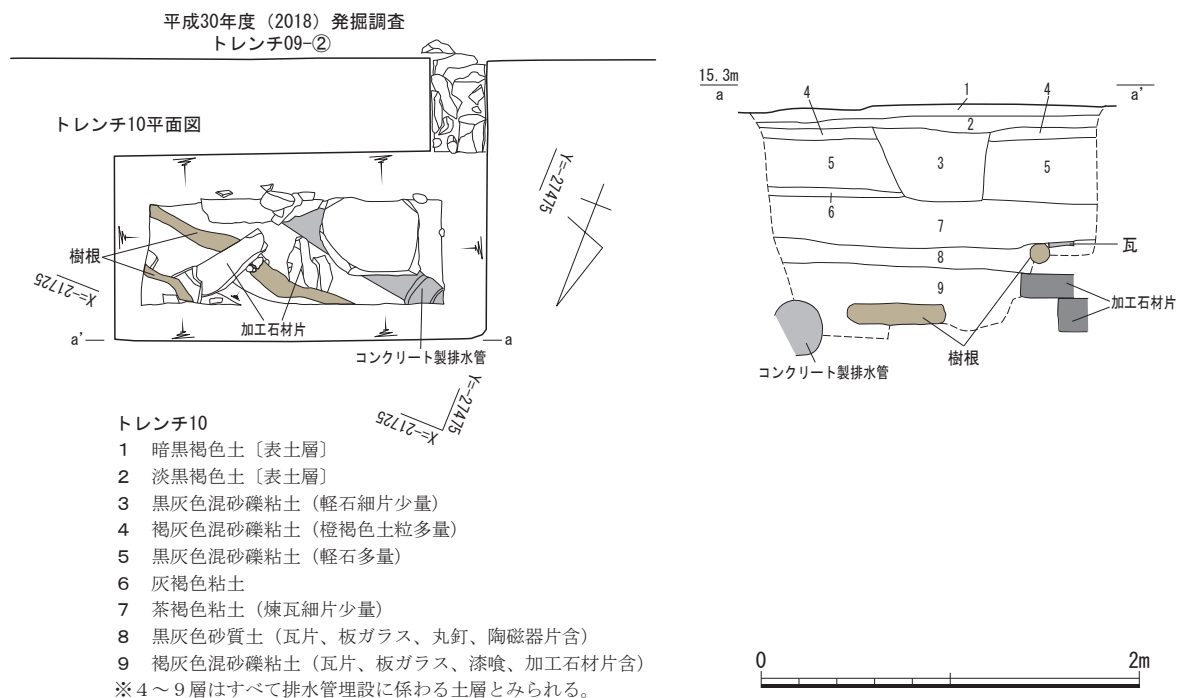 平成30年度（2018）発掘調査
トレンチ09-②
トレンチ10平面図
Y=-27475
樹根
X=-21725
加工石材片
a'
a
コンクリート製排水管
X=-21725
Y=-27475
15.3m
a
a'
4
1
4
2
5
3
5
6
7
瓦
8
9
加工石材片
樹根
コンクリート製排水管
トレンチ10
1 暗黒褐色土〔表土層〕
2 淡黒褐色土〔表土層〕
3 黒灰色混砂礫粘土（軽石細片少量）
4 褐灰色混砂礫粘土（橙褐色土粒多量）
5 黒灰色混砂礫粘土（軽石多量）
6 灰褐色粘土
7 茶褐色粘土（煉瓦細片少量）
8 黒灰色砂質土（瓦片、板ガラス、丸釘、陶磁器片含）
9 褐灰色混砂礫粘土（瓦片、板ガラス、漆喰、加工石材片含）
※４～９層はすべて排水管埋設に係わる土層とみられる。
0
2m